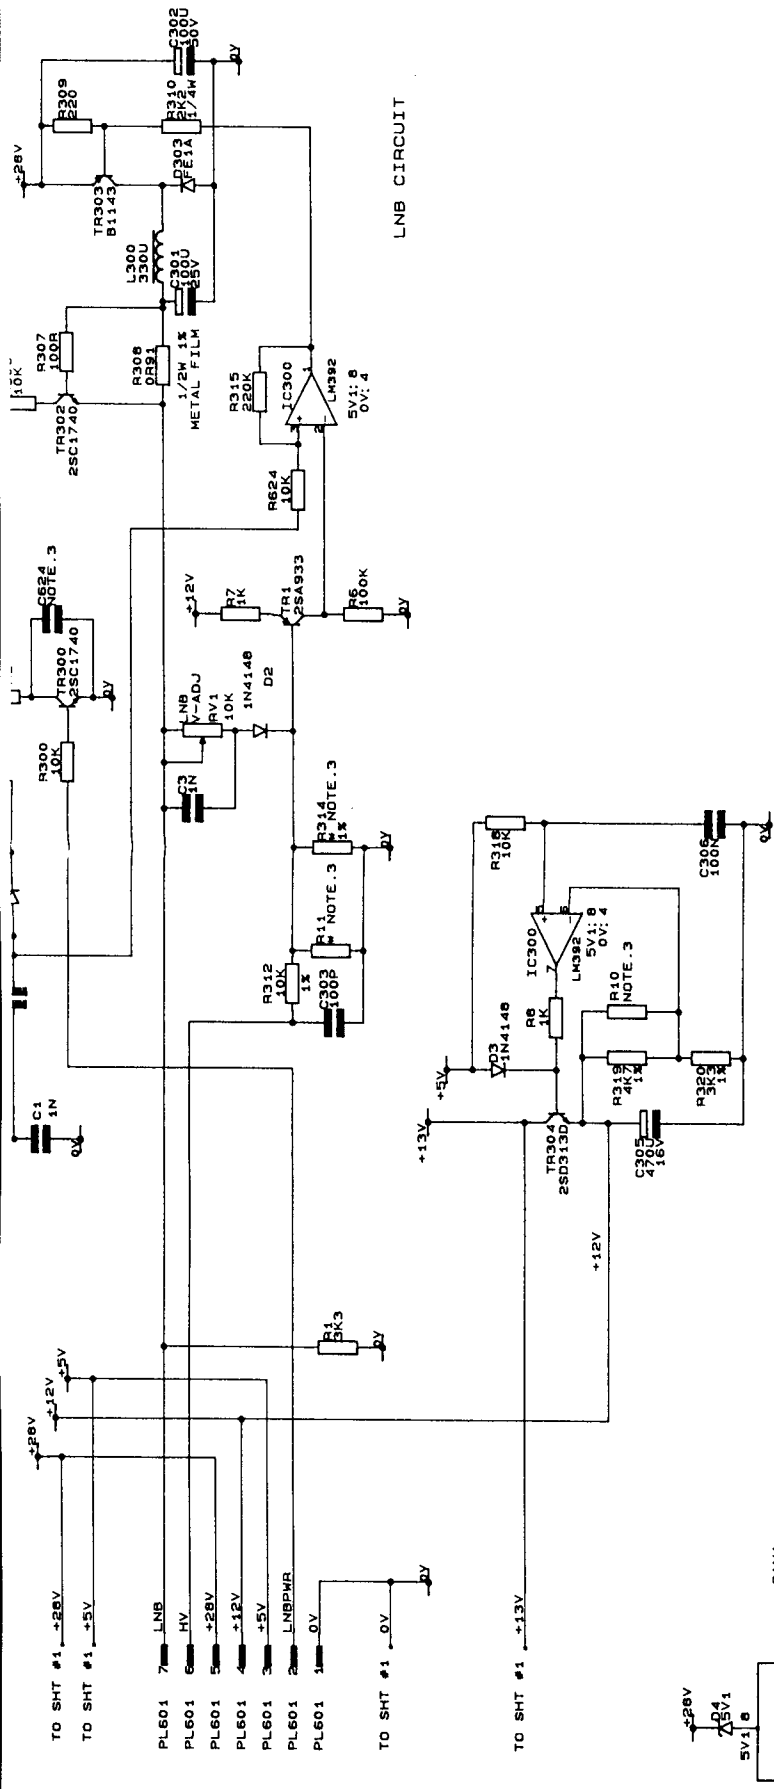 C302
100U
50V
0V
R309
220
R310
2K2
1/4W
+28V
TR303
B1143
D303
FE1A
LNB CIRCUIT
L300
330U
C301
100U
25V
R307
100R
R308
0R91
1/2W 1%
METAL FILM
10K
TR302
2SC1740
R315
220K
IC300
LM392
5V1: 8
0V: 4
1
3
+
2
-
R624
10K
C624
NOTE.3
TR300
2SC1740
0V
+12V
R7
1K
TR1
2SA933
R6
100K
0V
R300
10K
LNB
V-ADJ
RV1
10K
1N4148
D2
C3
1N
R314
* NOTE.3
1%
0V
R11
* NOTE.3
R312
10K
1%
C303
100P
R318
10K
C306
100N
0V
IC300
LM392
5V1: 8
0V: 4
5
+
6
-
7
R8
1K
R10
NOTE.3
D3
1N4148
+5V
R319
4K7
1%
R320
3K3
1%
+13V
TR304
2SD313D
C305
470U
16V
+12V
C1
1N
0V
R1
3K3
0V
+5V
+12V
+28V
TO SHT #1 +28V
TO SHT #1 +5V
PL601 7 LNB
PL601 6 HV
PL601 5 +28V
PL601 4 +12V
PL601 3 +5V
PL601 2 LNBPWR
PL601 1 0V
TO SHT #1 0V
0V
TO SHT #1 +13V
+28V
D4
5V1
5V1 8